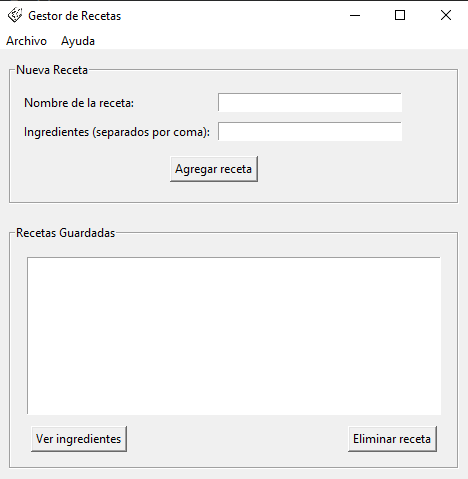 Gestor de Recetas
Archivo Ayuda
Nueva Receta
Nombre de la receta:
Ingredientes (separados por coma):
Agregar receta
Recetas Guardadas
Ver ingredientes Eliminar receta